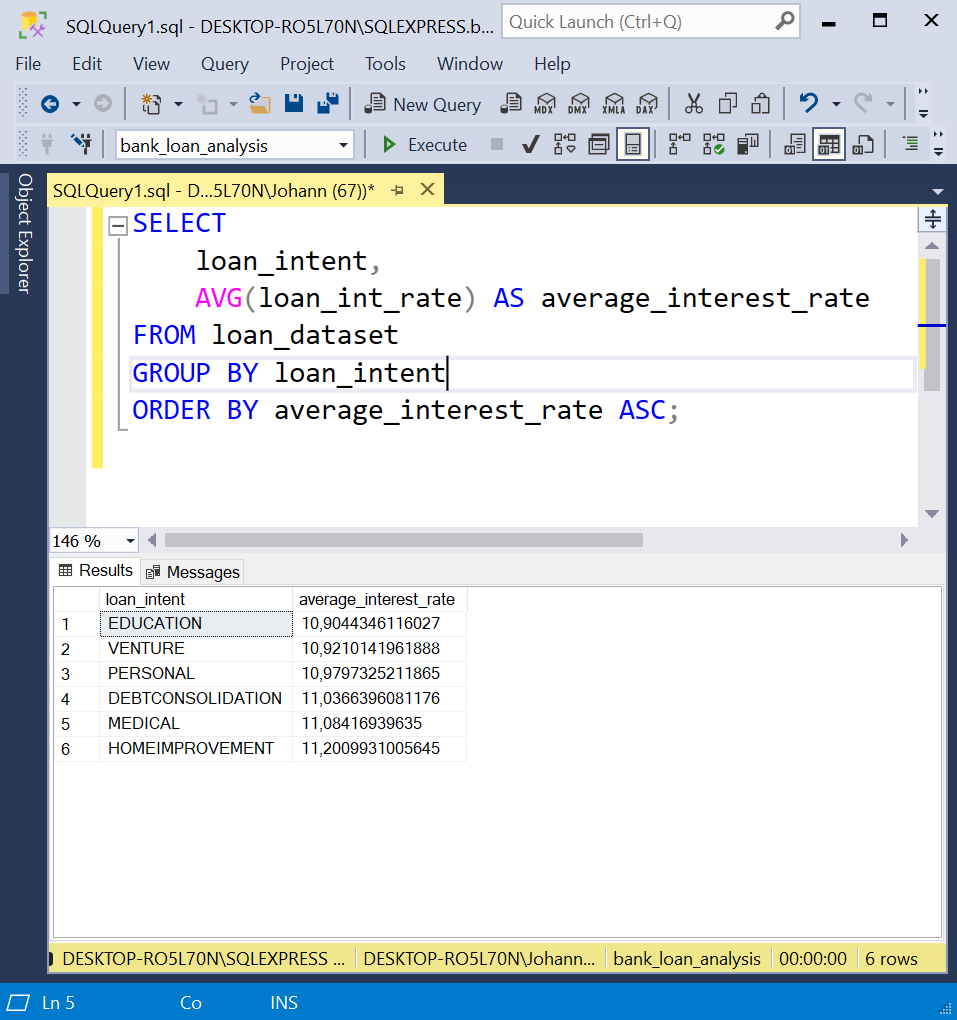 SQLQuery1.sql - DESKTOP-RO5L70N\SQLEXPRESS.b...
Quick Launch (Ctrl+Q)
File Edit View Query Project Tools Window Help
New Query MDX DMX XMLA DAX
bank_loan_analysis Execute
Object Explorer
SQLQuery1.sql - D...5L70N\Johann (67))*
SELECT
loan_intent,
AVG(loan_int_rate) AS average_interest_rate
FROM loan_dataset
GROUP BY loan_intent
ORDER BY average_interest_rate ASC;
146 %
Results Messages
loan_intent average_interest_rate
1 EDUCATION 10,9044346116027
2 VENTURE 10,9210141961888
3 PERSONAL 10,9797325211865
4 DEBTCONSOLIDATION 11,0366396081176
5 MEDICAL 11,08416939635
6 HOMEIMPROVEMENT 11,2009931005645
DESKTOP-RO5L70N\SQLEXPRESS ... DESKTOP-RO5L70N\Johann... bank_loan_analysis 00:00:00 6 rows
Ln 5 Co INS